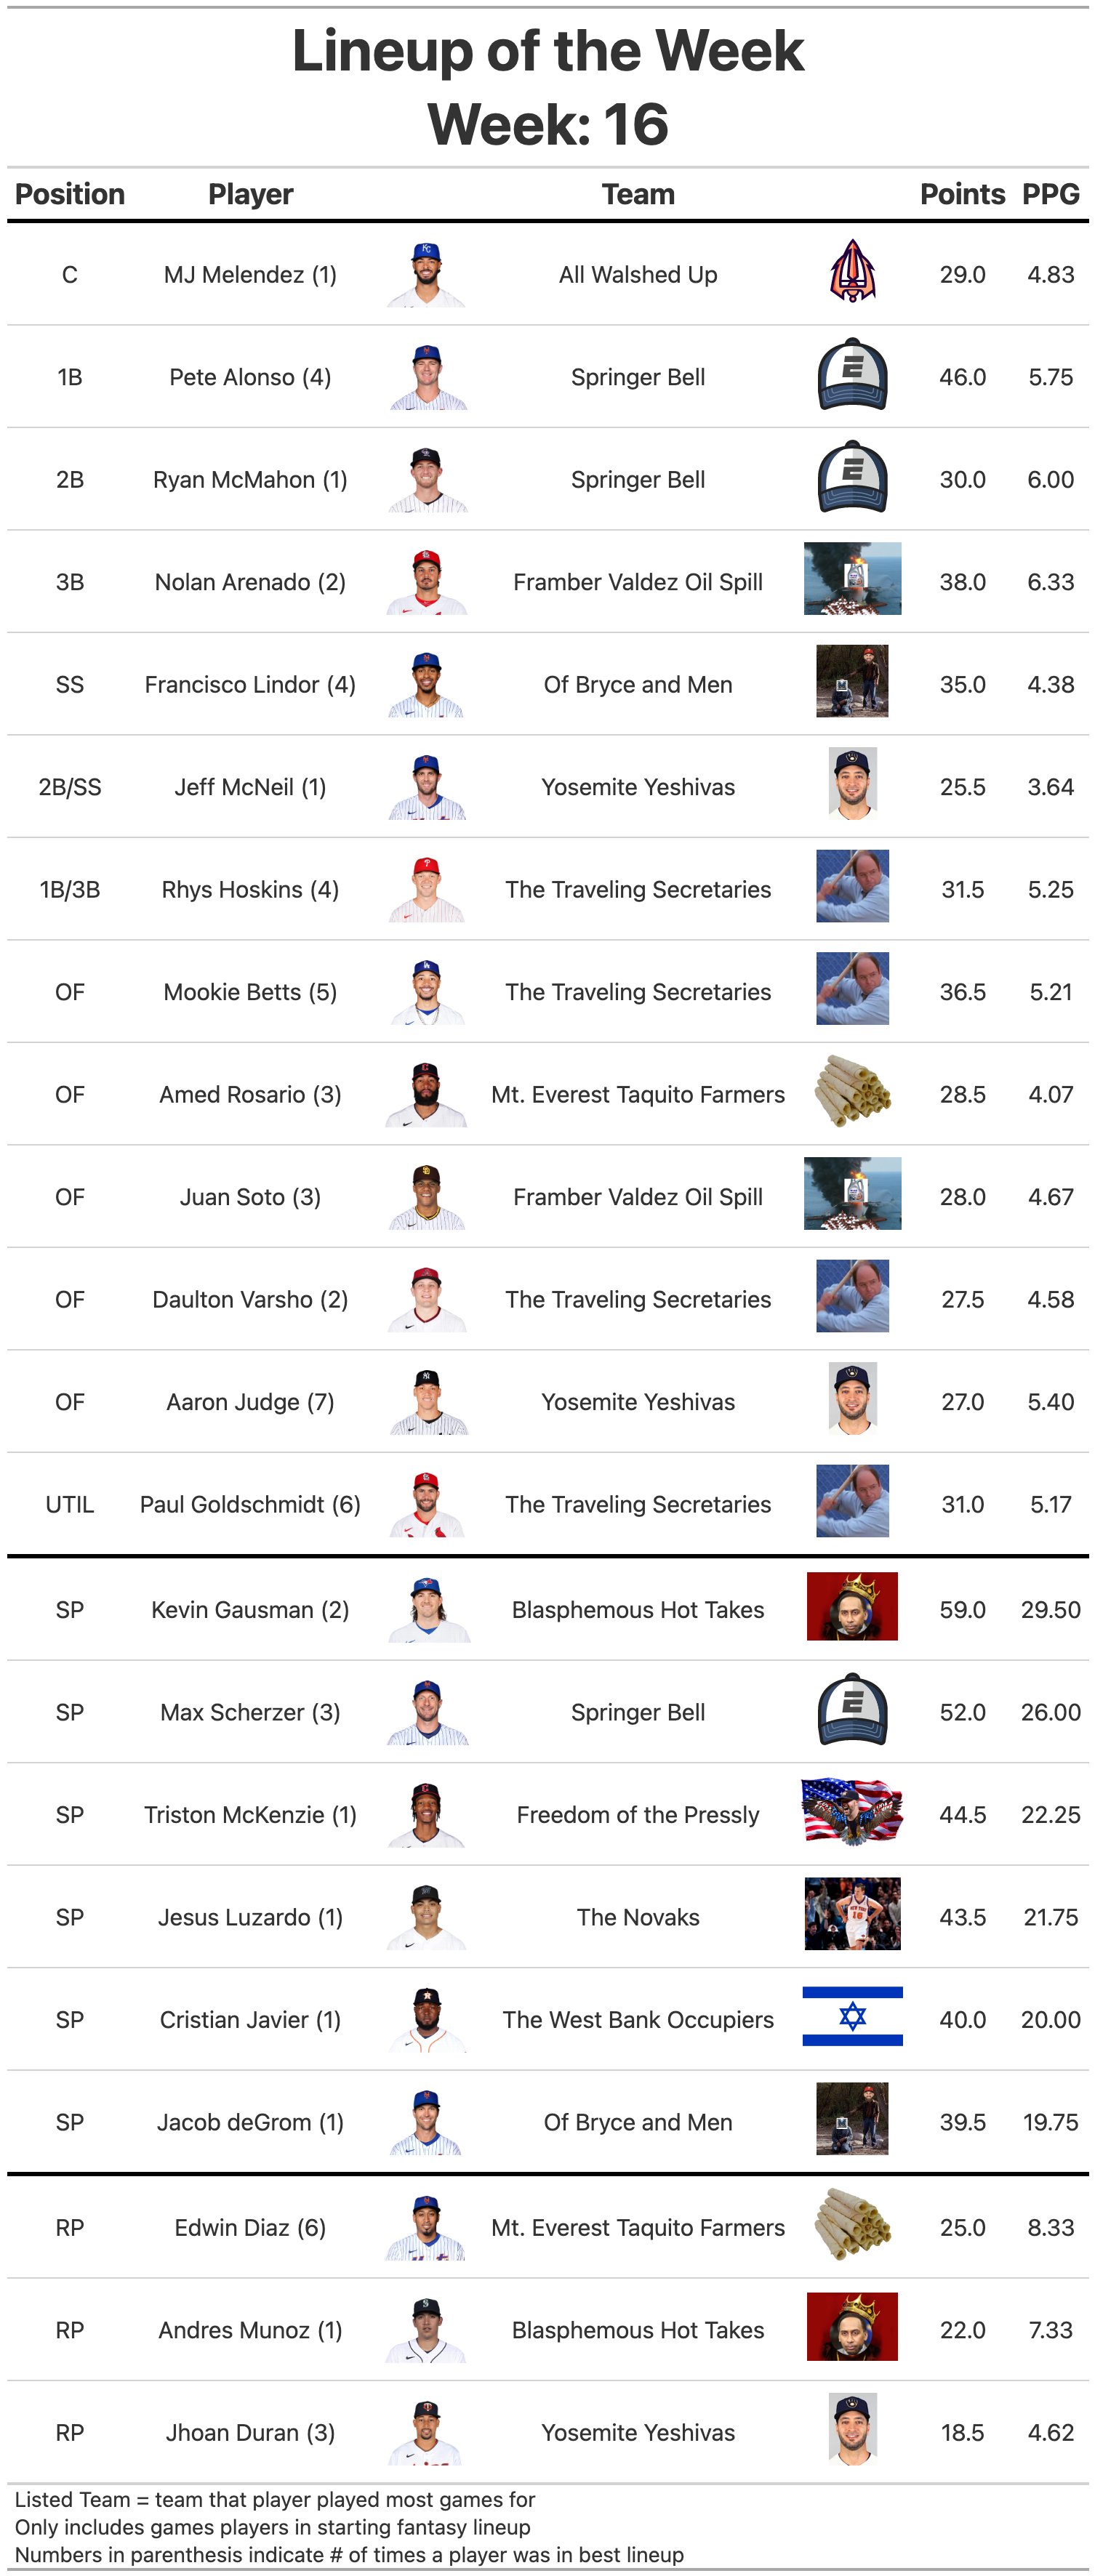 Lineup of the Week
Week: 16
Position Player Team Points PPG
C MJ Melendez (1) All Walshed Up 29.0 4.83
1B Pete Alonso (4) Springer Bell 46.0 5.75
2B Ryan McMahon (1) Springer Bell 30.0 6.00
3B Nolan Arenado (2) Framber Valdez Oil Spill 38.0 6.33
SS Francisco Lindor (4) Of Bryce and Men 35.0 4.38
2B/SS Jeff McNeil (1) Yosemite Yeshivas 25.5 3.64
1B/3B Rhys Hoskins (4) The Traveling Secretaries 31.5 5.25
OF Mookie Betts (5) The Traveling Secretaries 36.5 5.21
OF Amed Rosario (3) Mt. Everest Taquito Farmers 28.5 4.07
OF Juan Soto (3) Framber Valdez Oil Spill 28.0 4.67
OF Daulton Varsho (2) The Traveling Secretaries 27.5 4.58
OF Aaron Judge (7) Yosemite Yeshivas 27.0 5.40
UTIL Paul Goldschmidt (6) The Traveling Secretaries 31.0 5.17
SP Kevin Gausman (2) Blasphemous Hot Takes 59.0 29.50
SP Max Scherzer (3) Springer Bell 52.0 26.00
SP Triston McKenzie (1) Freedom of the Pressly 44.5 22.25
SP Jesus Luzardo (1) The Novaks 43.5 21.75
SP Cristian Javier (1) The West Bank Occupiers 40.0 20.00
SP Jacob deGrom (1) Of Bryce and Men 39.5 19.75
RP Edwin Diaz (6) Mt. Everest Taquito Farmers 25.0 8.33
RP Andres Munoz (1) Blasphemous Hot Takes 22.0 7.33
RP Jhoan Duran (3) Yosemite Yeshivas 18.5 4.62
Listed Team = team that player played most games for
Only includes games players in starting fantasy lineup
Numbers in parenthesis indicate # of times a player was in best lineup